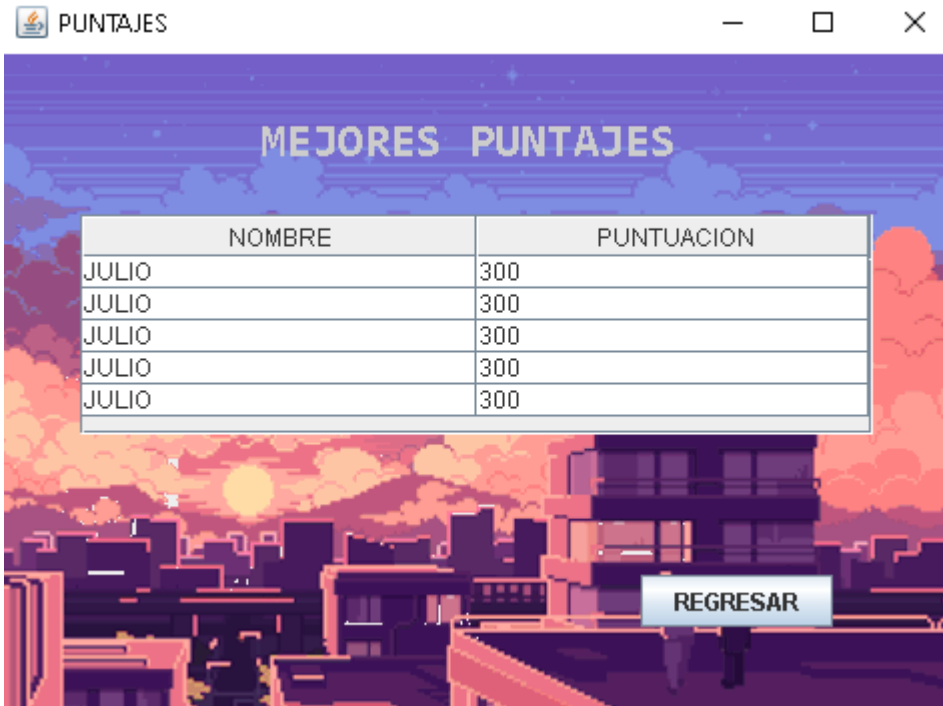 PUNTAJES
MEJORES PUNTAJES
NOMBRE PUNTUACION
JULIO 300
JULIO 300
JULIO 300
JULIO 300
JULIO 300
REGRESAR